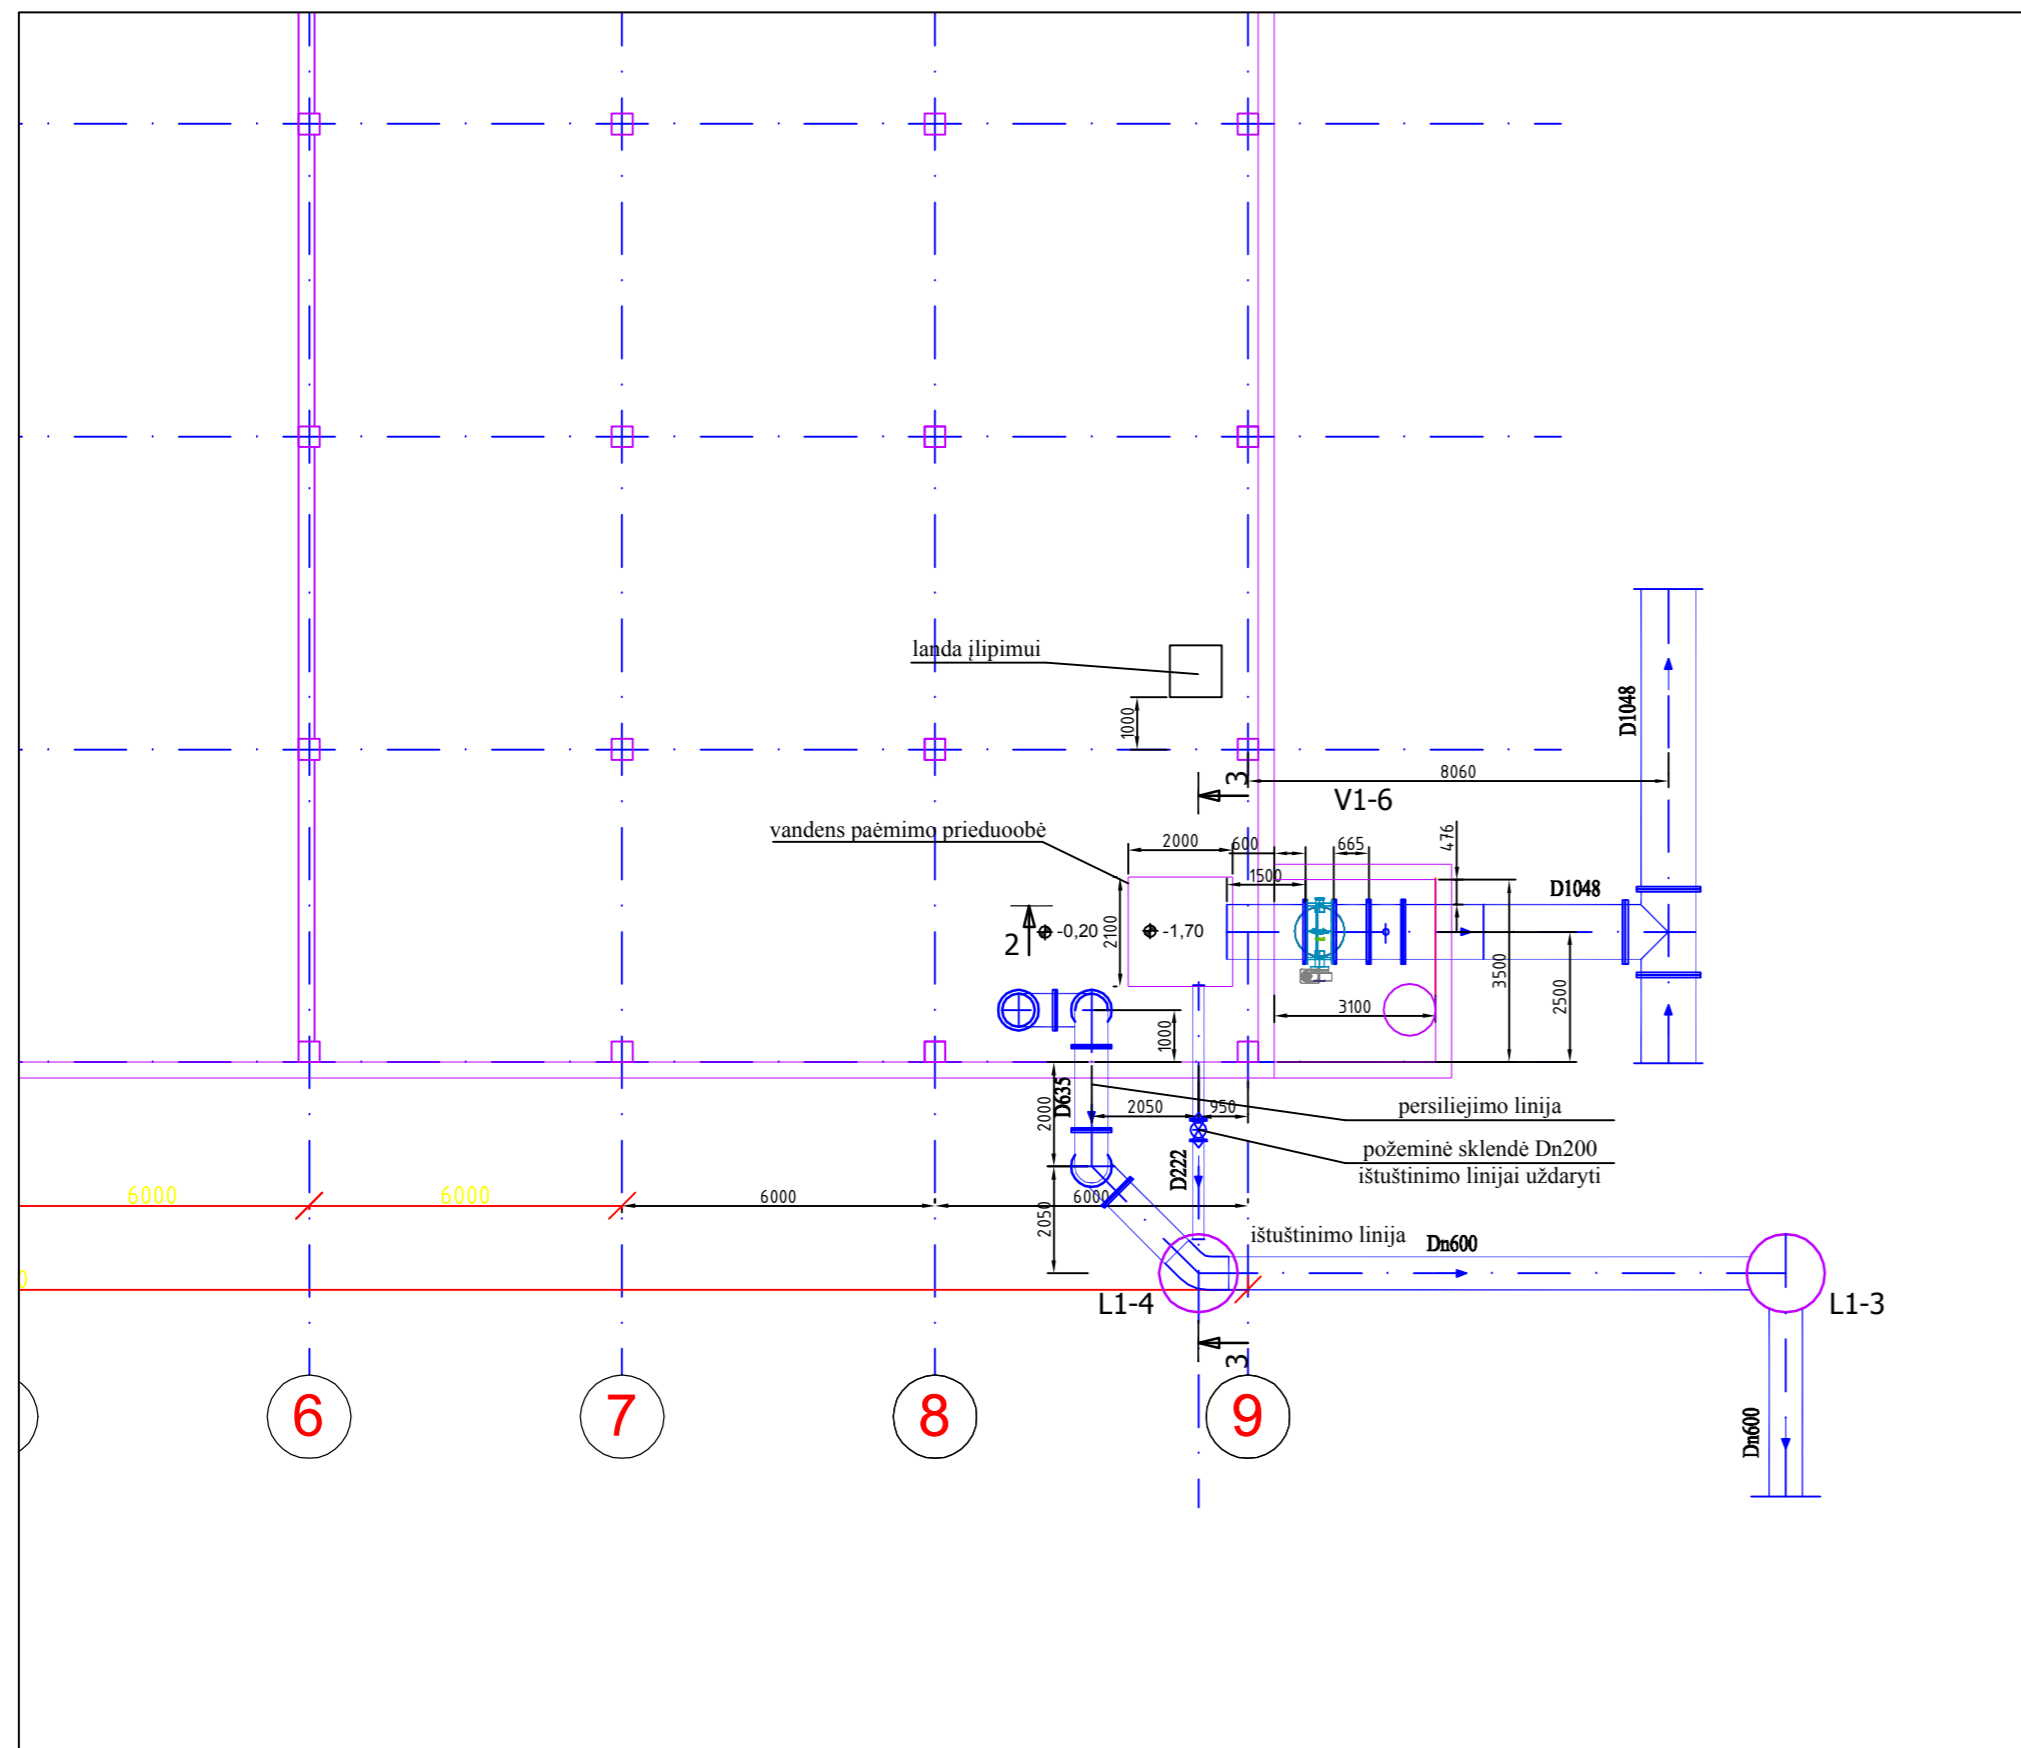 landa įlipimui
1000
D1048
3
8060
V1-6
vandens paėmimo prieduoobė
2000
600
665
476
1500
D1048
2100
2
-0,20
-1,70
3500
2500
3100
1000
D635
2000
2050
950
persiliejimo linija
požeminė sklendė Dn200
ištuštinimo linijai uždaryti
D222
6000
6000
6000
6000
2050
ištuštinimo linija
Dn600
0
L1-4
L1-3
3
6
7
8
9
Dn600